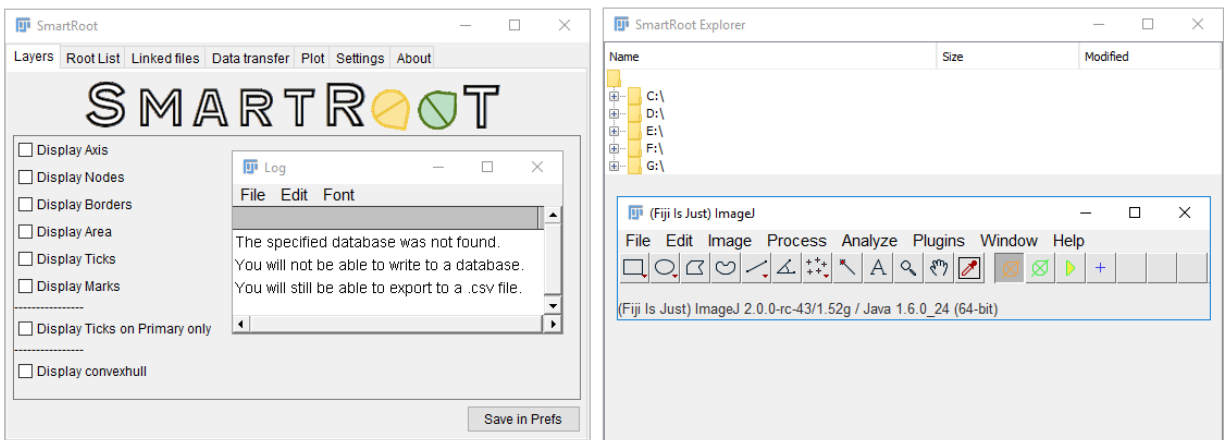 SmartRoot
Layers Root List Linked files Data transfer Plot Settings About
SMARTROOT
Display Axis
Display Nodes
Display Borders
Display Area
Display Ticks
Display Marks
----------------
Display Ticks on Primary only
----------------
Display convexhull
Save in Prefs
Log
File Edit Font
The specified database was not found.
You will not be able to write to a database.
You will still be able to export to a .csv file.
SmartRoot Explorer
Name Size Modified
C:\
D:\
E:\
F:\
G:\
(Fiji Is Just) ImageJ
File Edit Image Process Analyze Plugins Window Help
A
(Fiji Is Just) ImageJ 2.0.0-rc-43/1.52g / Java 1.6.0_24 (64-bit)